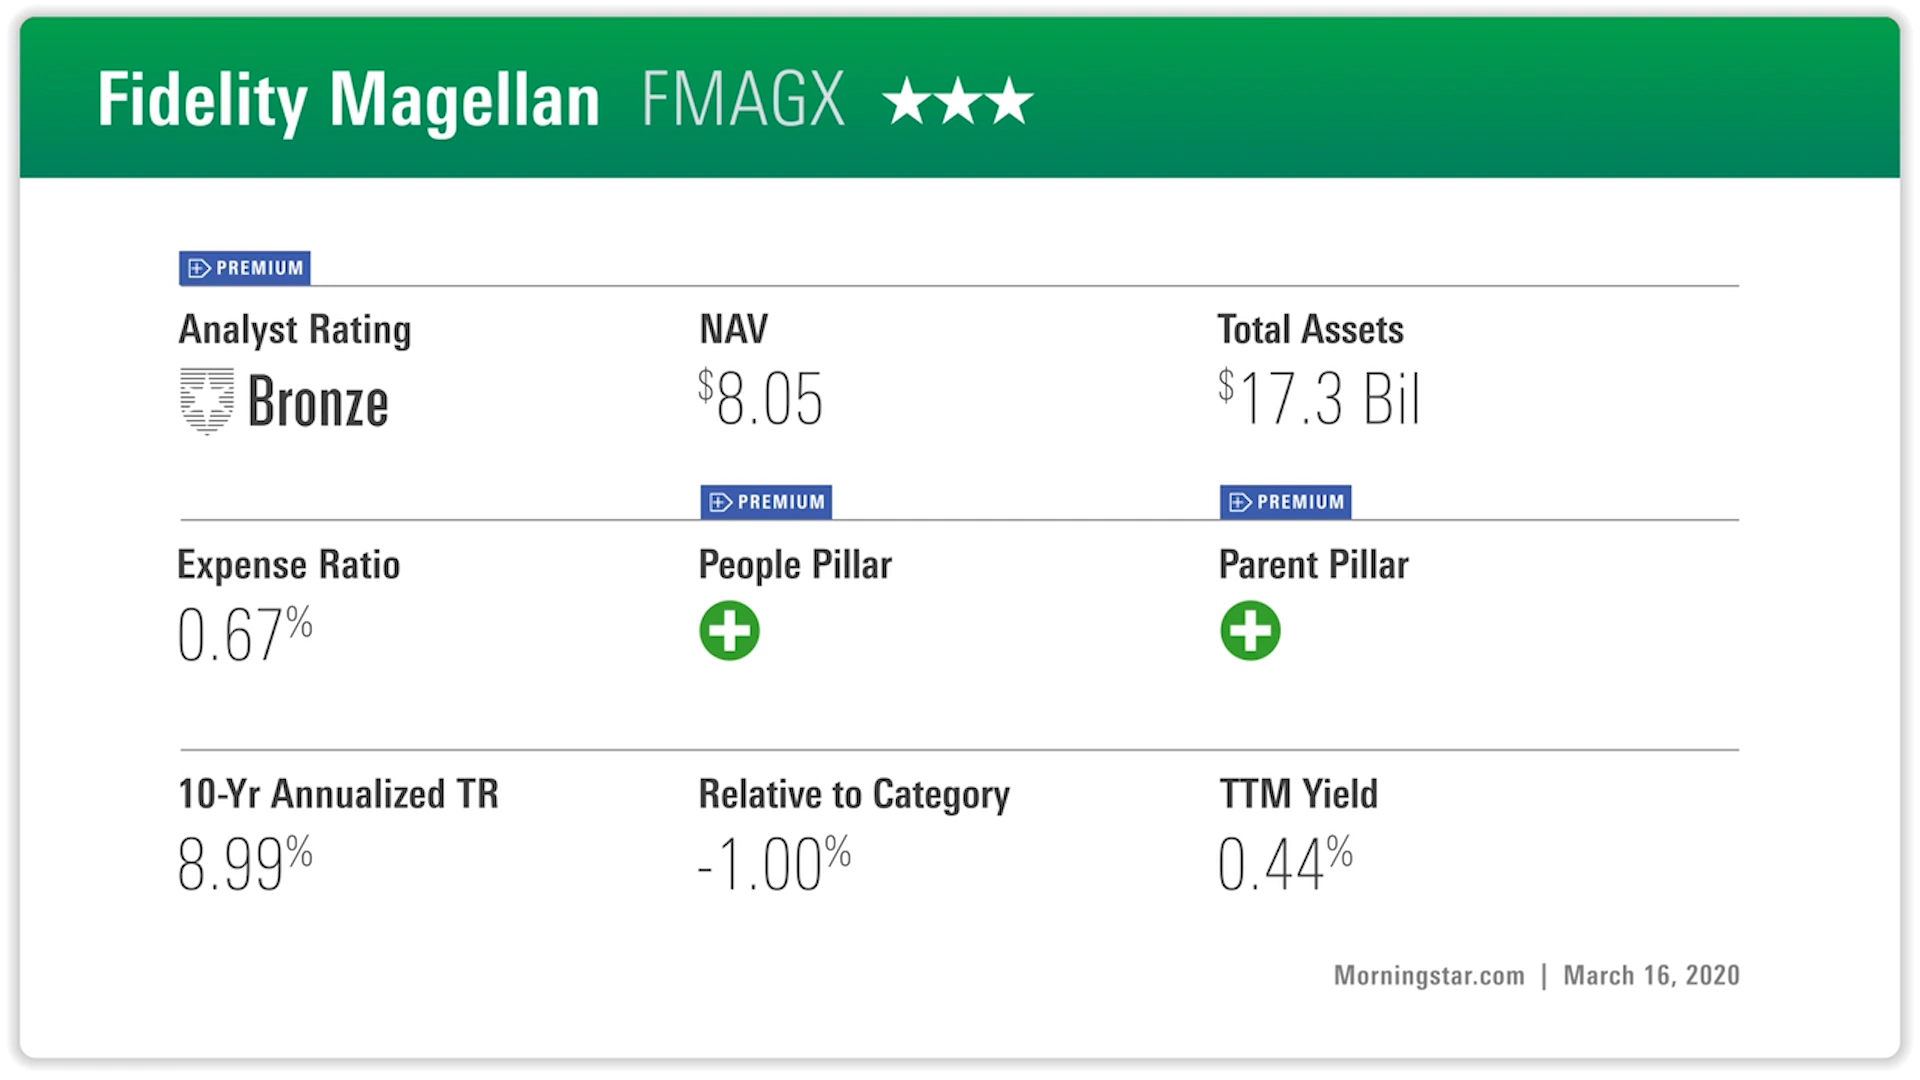 Fidelity Magellan FMAGX
PREMIUM
Analyst Rating NAV Total Assets
Bronze $8.05 $17.3 Bil
PREMIUM PREMIUM
Expense Ratio People Pillar Parent Pillar
0.67%
10-Yr Annualized TR Relative to Category TTM Yield
8.99% -1.00% 0.44%
Morningstar.com | March 16, 2020